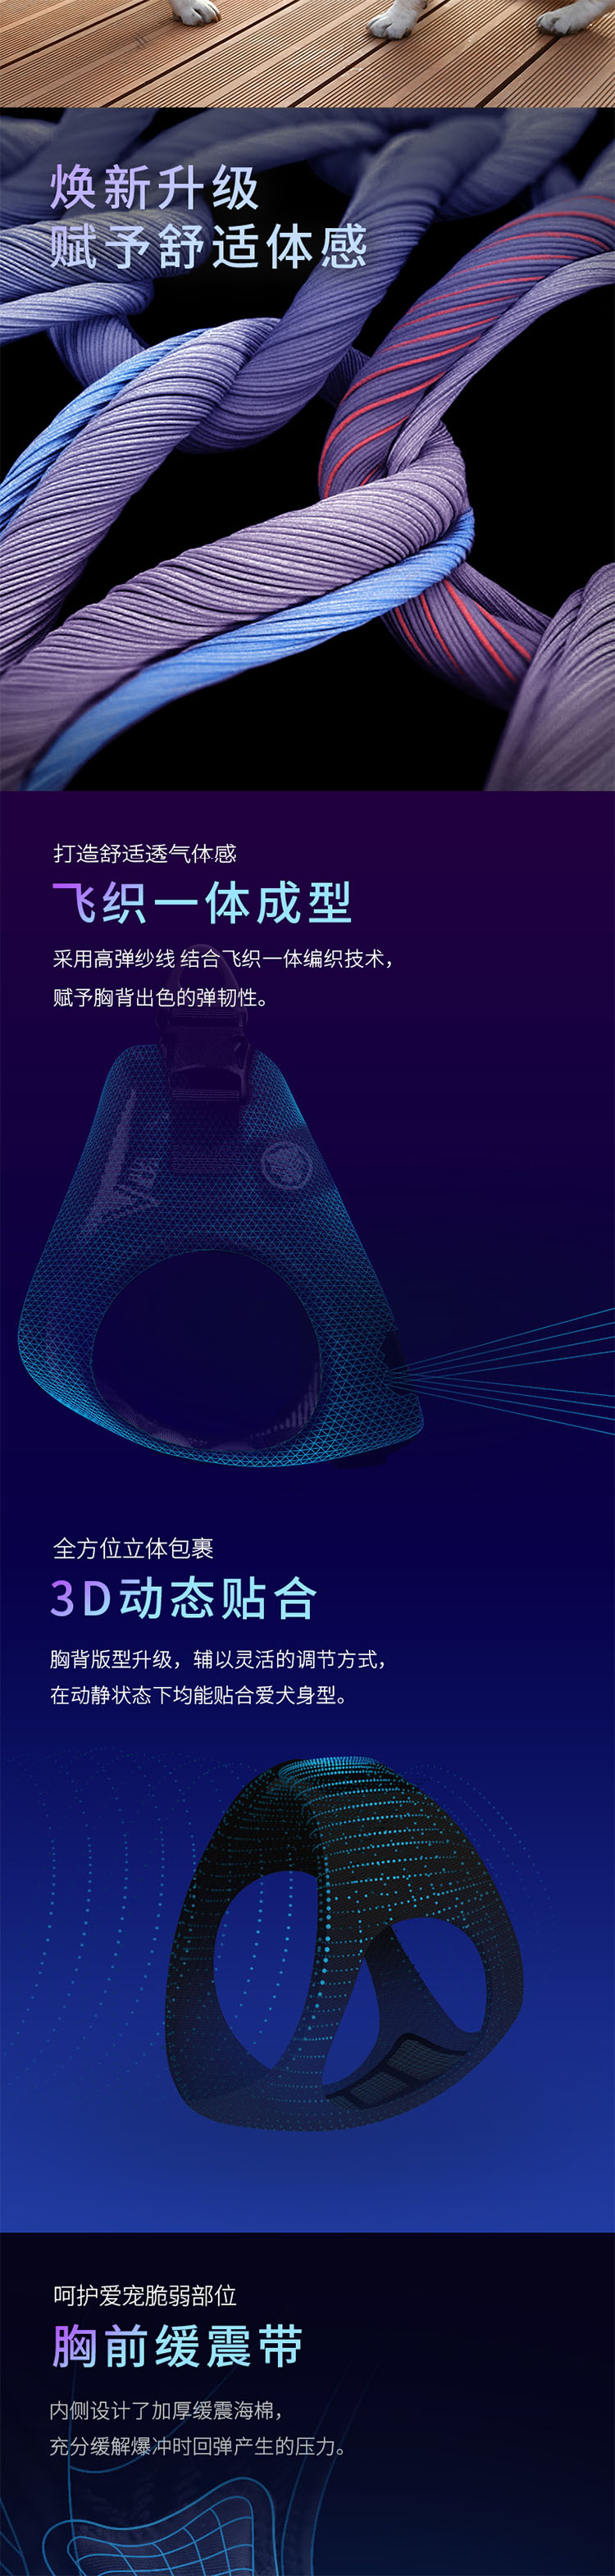 焕新升级
赋予舒适体感
打造舒适透气体感
飞织一体成型
采用高弹纱线 结合飞织一体编织技术，
赋予胸背出色的弹韧性。
全方位立体包裹
3D动态贴合
胸背版型升级，辅以灵活的调节方式，
在动静状态下均能贴合爱犬身型。
呵护爱宠脆弱部位
胸前缓震带
内侧设计了加厚缓震海棉，
充分缓解爆冲时回弹产生的压力。